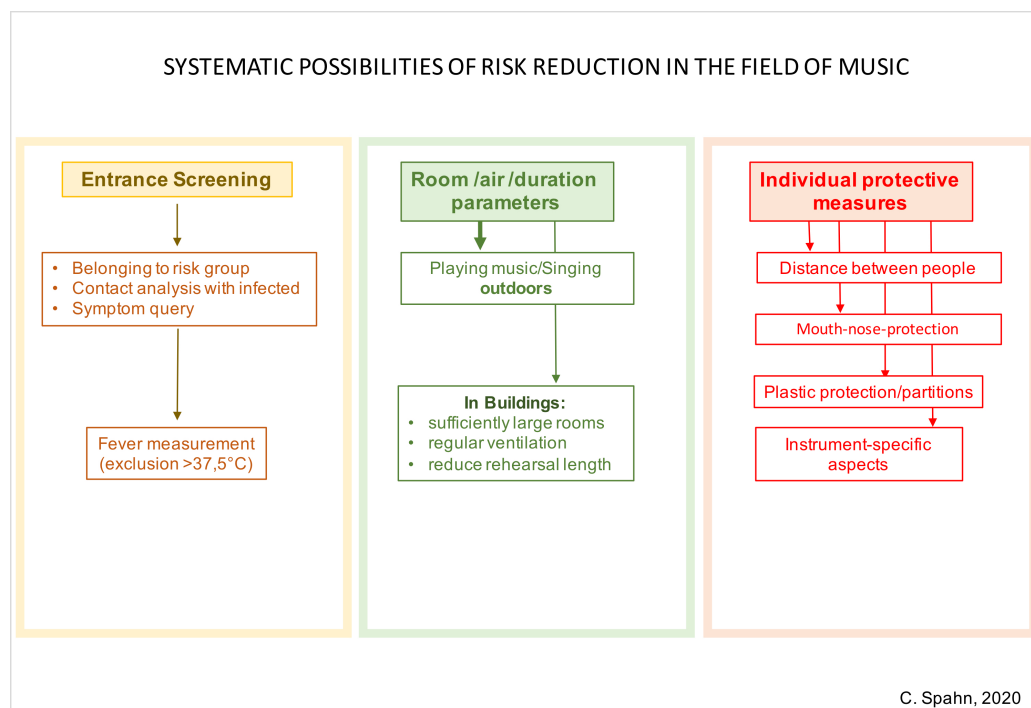 SYSTEMATIC POSSIBILITIES OF RISK REDUCTION IN THE FIELD OF MUSIC
Entrance Screening
• Belonging to risk group
• Contact analysis with infected
• Symptom query
Fever measurement
(exclusion >37,5°C)
Room /air /duration
parameters
Playing music/Singing
outdoors
In Buildings:
• sufficiently large rooms
• regular ventilation
• reduce rehearsal length
Individual protective
measures
Distance between people
Mouth-nose-protection
Plastic protection/partitions
Instrument-specific
aspects
C. Spahn, 2020